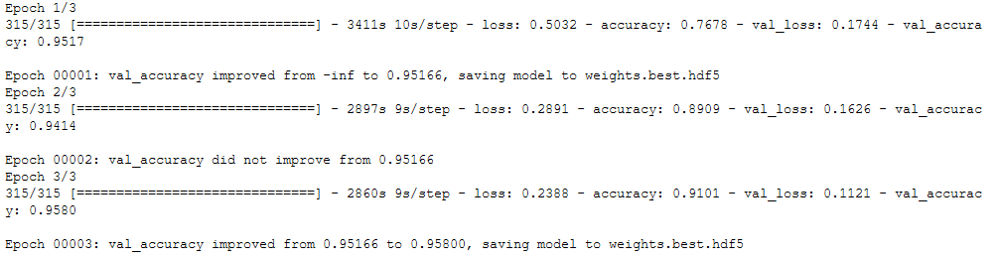 Epoch 1/3
315/315 [==============================] - 3411s 10s/step - loss: 0.5032 - accuracy: 0.7678 - val_loss: 0.1744 - val_accura
cy: 0.9517
Epoch 00001: val_accuracy improved from -inf to 0.95166, saving model to weights.best.hdf5
Epoch 2/3
315/315 [==============================] - 2897s 9s/step - loss: 0.2891 - accuracy: 0.8909 - val_loss: 0.1626 - val_accurac
y: 0.9414
Epoch 00002: val_accuracy did not improve from 0.95166
Epoch 3/3
315/315 [==============================] - 2860s 9s/step - loss: 0.2388 - accuracy: 0.9101 - val_loss: 0.1121 - val_accurac
y: 0.9580
Epoch 00003: val_accuracy improved from 0.95166 to 0.95800, saving model to weights.best.hdf5